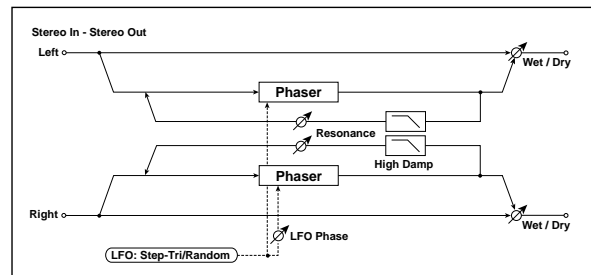 Stereo In - Stereo Out
Left
Wet / Dry
Phaser
Resonance
High Damp
Phaser
Right
LFO Phase
Wet / Dry
LFO: Step-Tri/Random